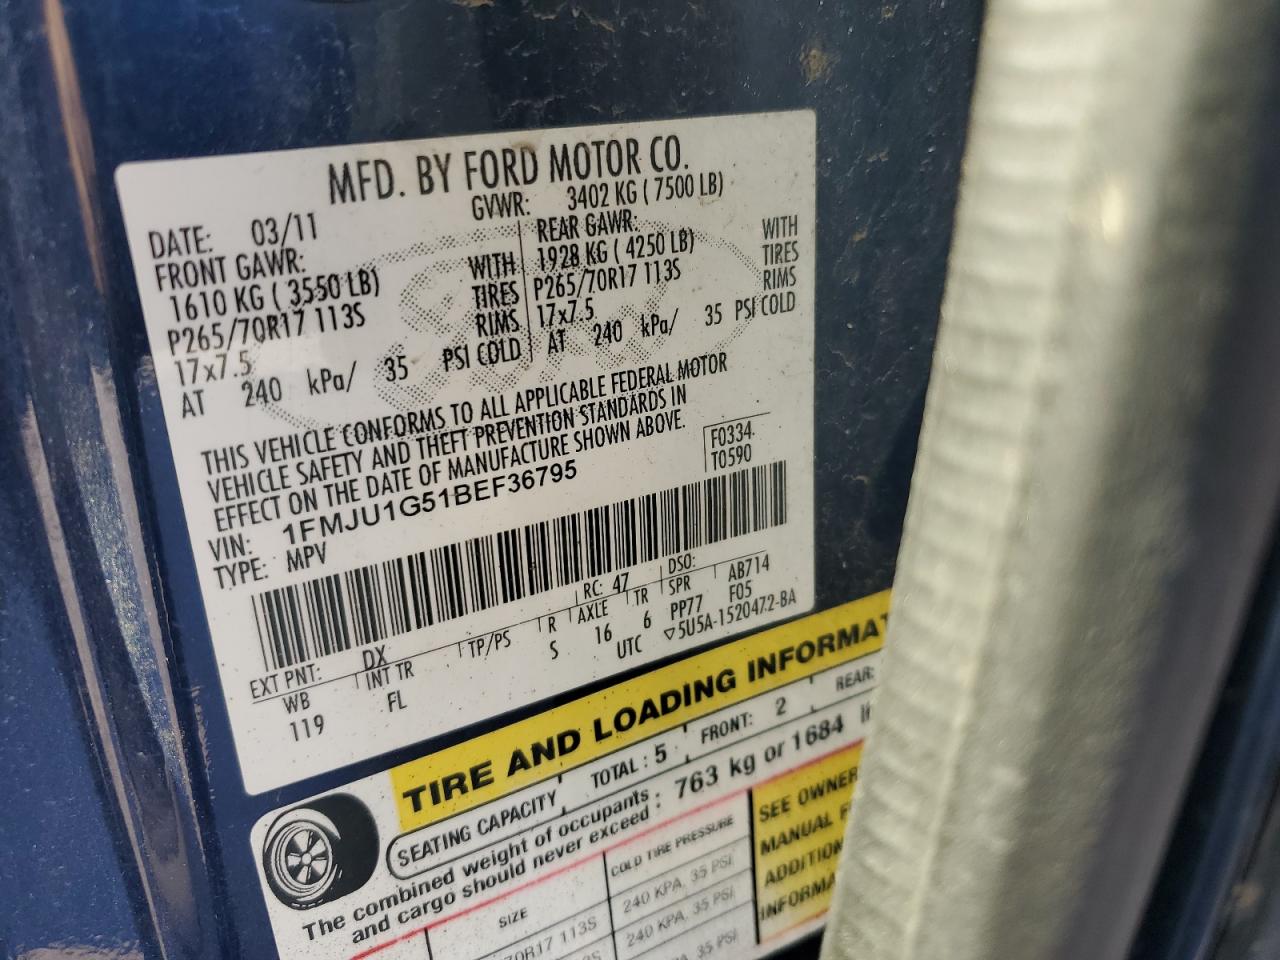 MFD. BY FORD MOTOR CO.
DATE: 03/11 GVWR: 3402 KG ( 7500 LB)
FRONT GAWR: REAR GAWR:
1610 KG ( 3550 LB) WITH 1928 KG ( 4250 LB) WITH
P265/70R17 113S TIRES P265/70R17 113S TIRES
17x7.5 RIMS 17x7.5 RIMS
AT 240 kPa/ 35 PSI COLD AT 240 kPa/ 35 PSI COLD
THIS VEHICLE CONFORMS TO ALL APPLICABLE FEDERAL MOTOR
VEHICLE SAFETY AND THEFT PREVENTION STANDARDS IN
EFFECT ON THE DATE OF MANUFACTURE SHOWN ABOVE.
VIN: 1FMJU1G51BEF36795 F0334
TYPE: MPV T0590
EXT PNT: DX RC: 47 DSO:
WB INT TR TP/PS R AXLE TR SPR AB714
119 FL S 16 6 PP77 F05
UTC ▽5U5A-1520472-BA
TIRE AND LOADING INFORMAT
SEATING CAPACITY TOTAL: 5 FRONT: 2 REAR:
The combined weight of occupants : 763 kg or 1684
and cargo should never exceed :
SIZE COLD TIRE PRESSURE
70R17 113S 240 KPA, 35 PSI
240 KPA, 35 PSI
35 PSI
SEE OWNER
MANUAL F
ADDITION
INFORMA